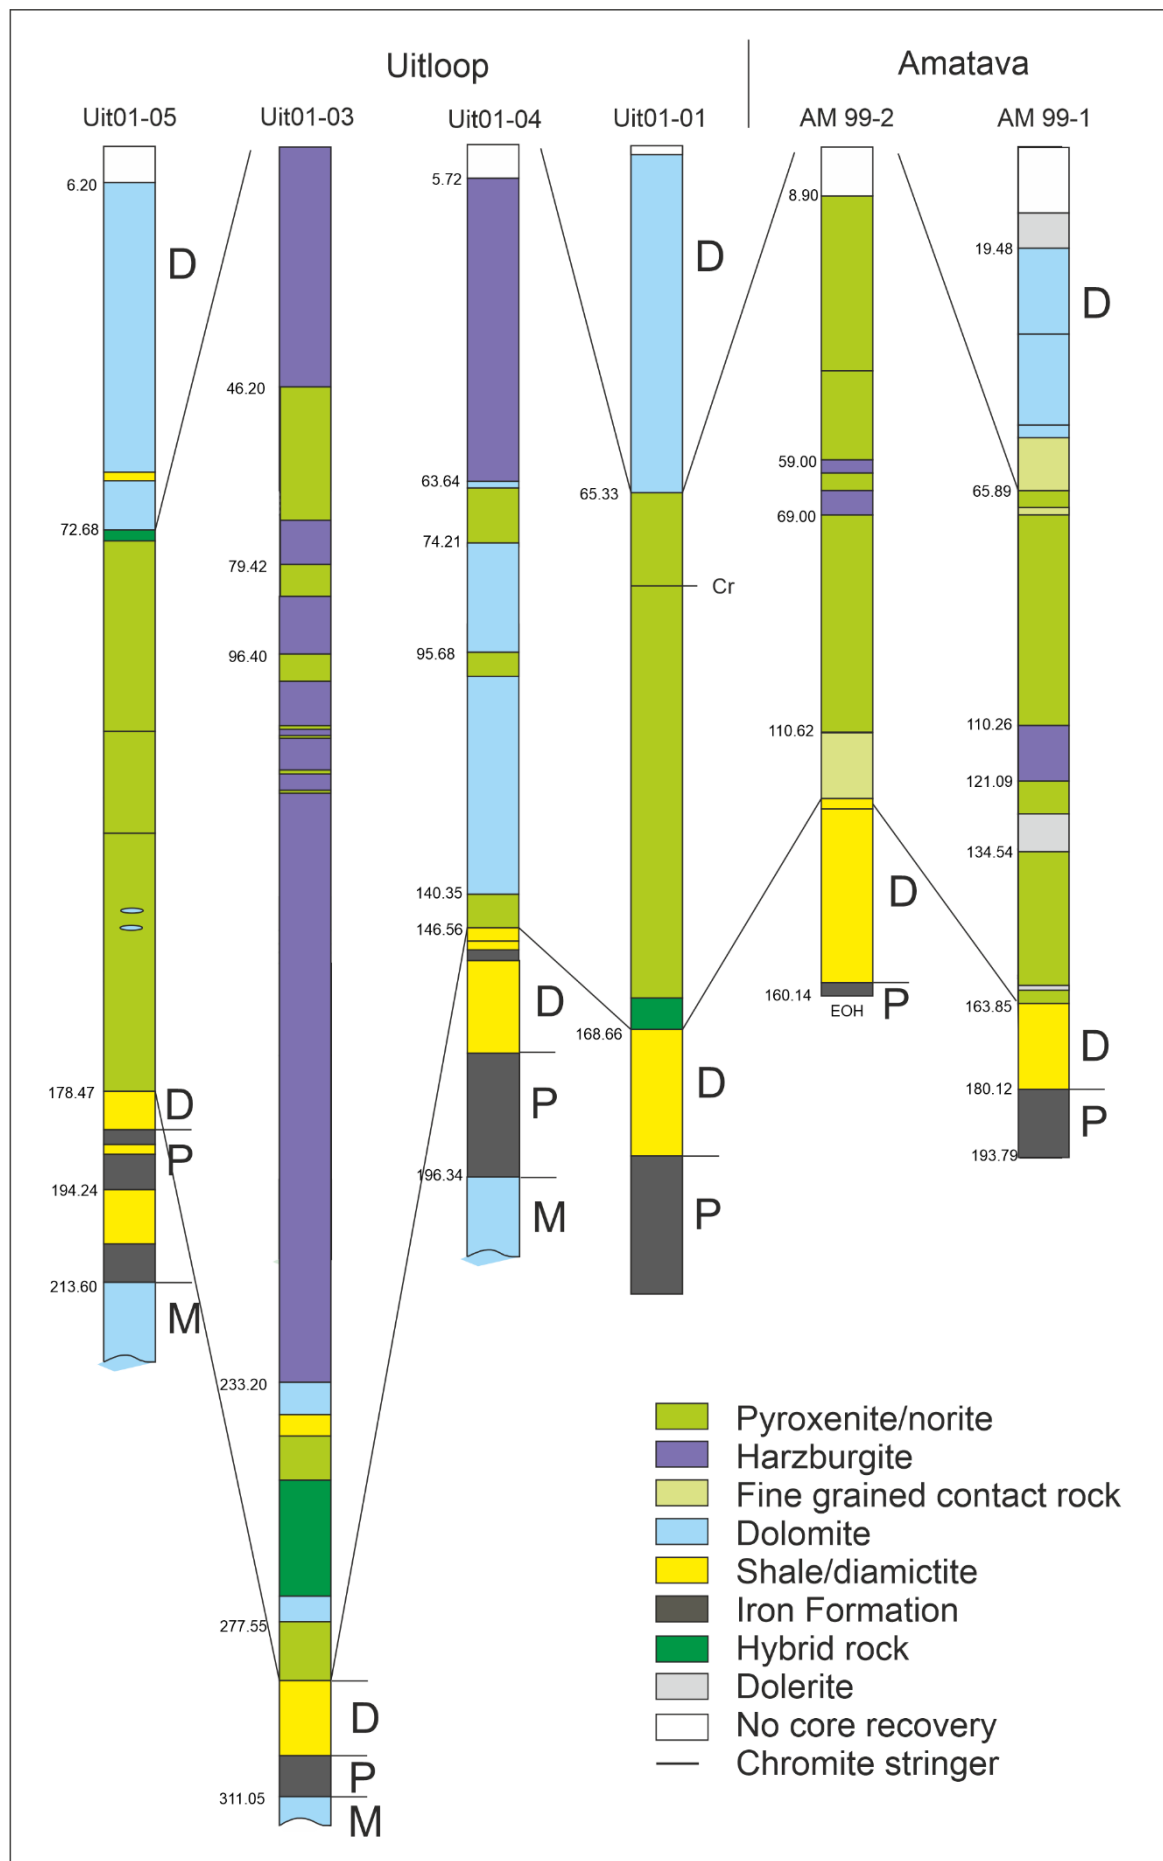 Uitloop
Amatava
Uit01-05
Uit01-03
Uit01-04
Uit01-01
AM 99-2
AM 99-1
6.20
D
72.68
178.47
D
P
194.24
213.60
M
46.20
79.42
96.40
233.20
277.55
D
P
311.05
M
5.72
63.64
74.21
95.68
140.35
146.56
D
P
196.34
M
D
65.33
Cr
168.66
D
P
8.90
59.00
69.00
110.62
D
160.14
P
EOH
19.48
D
65.89
110.26
121.09
134.54
163.85
D
180.12
P
193.79
Pyroxenite/norite
Harzburgite
Fine grained contact rock
Dolomite
Shale/diamictite
Iron Formation
Hybrid rock
Dolerite
No core recovery
Chromite stringer